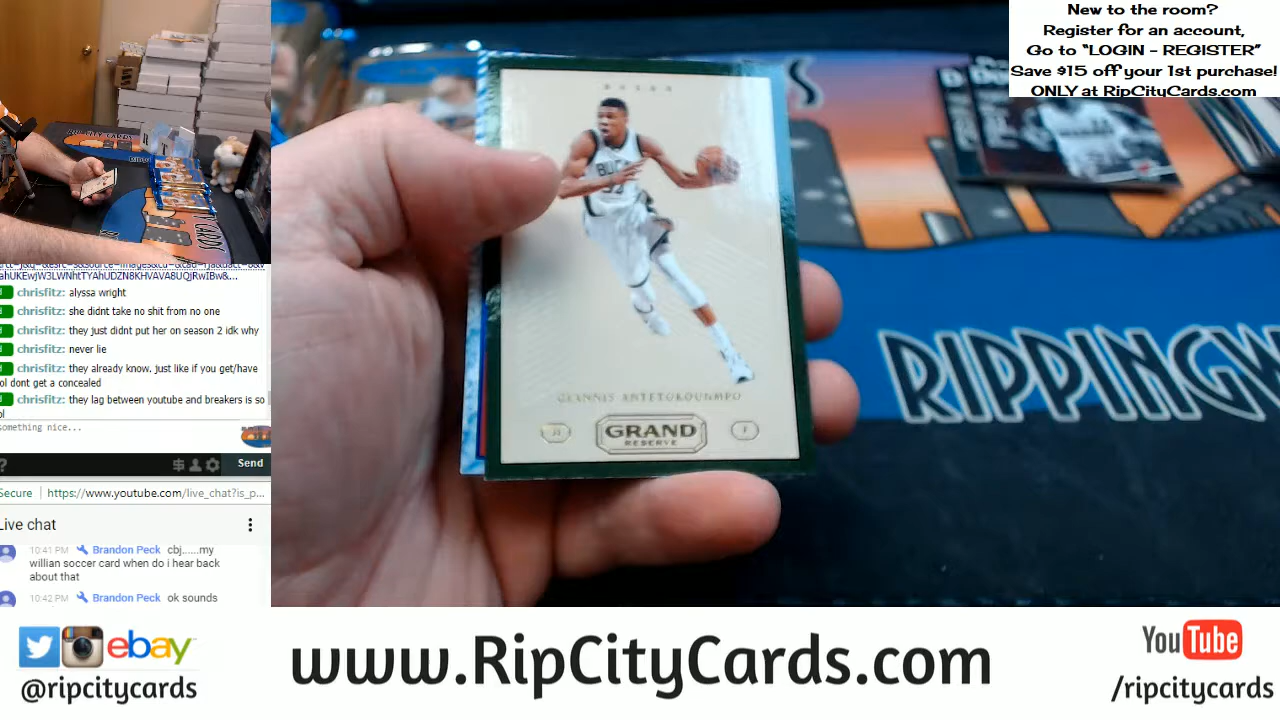 New to the room?
Register for an account,
Go to “LOGIN - REGISTER”
Save $15 off your 1st purchase!
ONLY at RipCityCards.com
BUCKS
GIANNIS ANTETOKOUNMPO
GRAND
RESERVE
F
RIPPINGW
chrisfitz: alyssa wright
chrisfitz: she didnt take no shit from no one
chrisfitz: they just didnt put her on season 2 idk why
chrisfitz: never lie
chrisfitz: they already know. just like if you get/have
ol dont get a concealed
chrisfitz: they lag between youtube and breakers is so
ol
something nice...
Send
Secure | https://www.youtube.com/live_chat?is_p...
Live chat
10:41 PM Brandon Peck cbj......my
willian soccer card when do i hear back
about that
10:42 PM Brandon Peck ok sounds
ebay
@ripcitycards
www.RipCityCards.com
YouTube
/ripcitycards